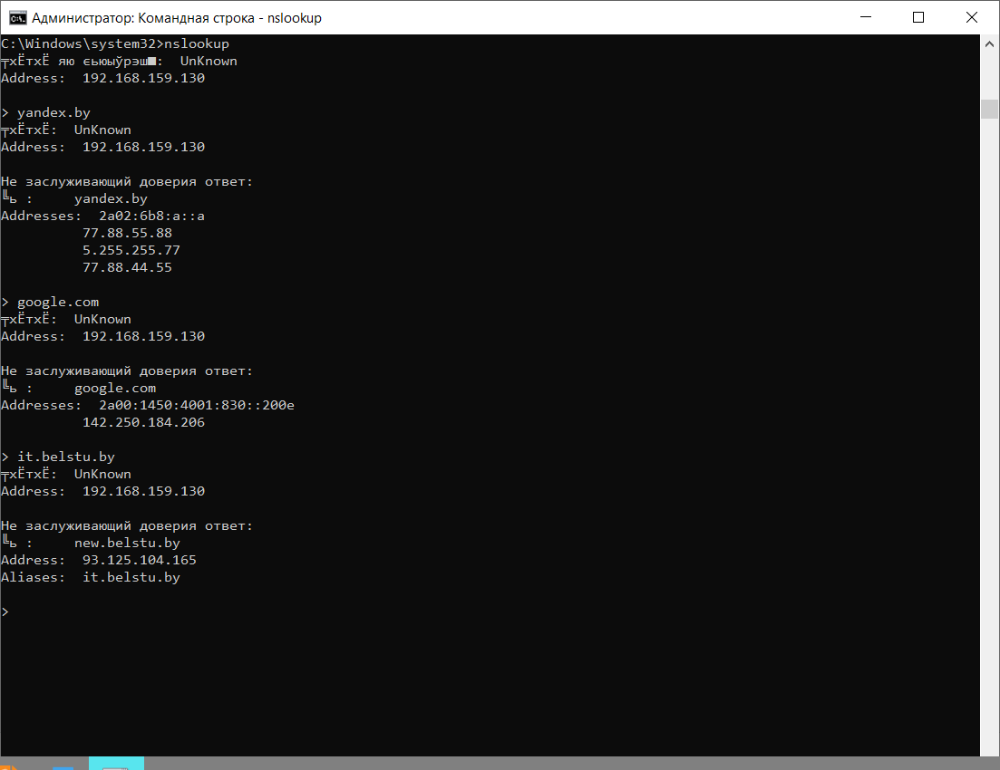 Администратор: Командная строка - nslookup
C:\Windows\system32>nslookup
╤хЁтхЁ яю єьюыўрэш■:  UnKnown
Address:  192.168.159.130
> yandex.by
╤хЁтхЁ:  UnKnown
Address:  192.168.159.130
Не заслуживающий доверия ответ:
╚ь :     yandex.by
Addresses:  2a02:6b8:a::a
77.88.55.88
5.255.255.77
77.88.44.55
> google.com
╤хЁтхЁ:  UnKnown
Address:  192.168.159.130
Не заслуживающий доверия ответ:
╚ь :     google.com
Addresses:  2a00:1450:4001:830::200e
142.250.184.206
> it.belstu.by
╤хЁтхЁ:  UnKnown
Address:  192.168.159.130
Не заслуживающий доверия ответ:
╚ь :     new.belstu.by
Address:  93.125.104.165
Aliases:  it.belstu.by
>